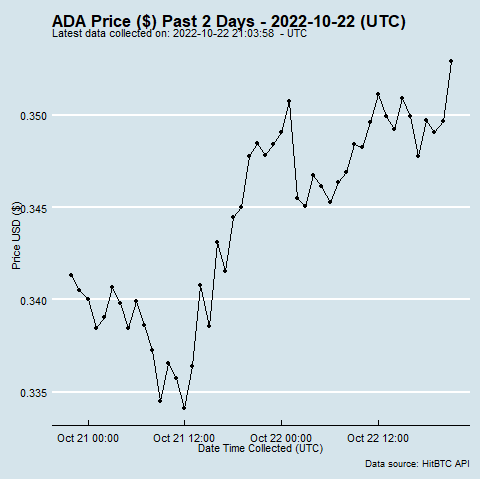 ADA Price ($) Past 2 Days - 2022-10-22 (UTC)
Latest data collected on: 2022-10-22 21:03:58 - UTC
Price USD ($)
0.350
0.345
0.340
0.335
Oct 21 00:00 Oct 21 12:00 Oct 22 00:00 Oct 22 12:00
Date Time Collected (UTC)
Data source: HitBTC API